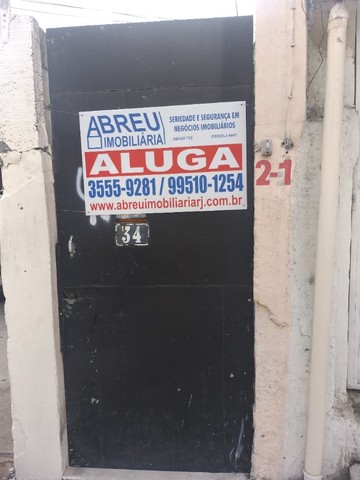 ABREU
IMOBILIÁRIA
SERIEDADE E SEGURANÇA EM
NEGÓCIOS IMOBILIÁRIOS
ALUGA
3555-9281 / 99510-1254
www.abreuimobiliariarj.com.br
2-1
34